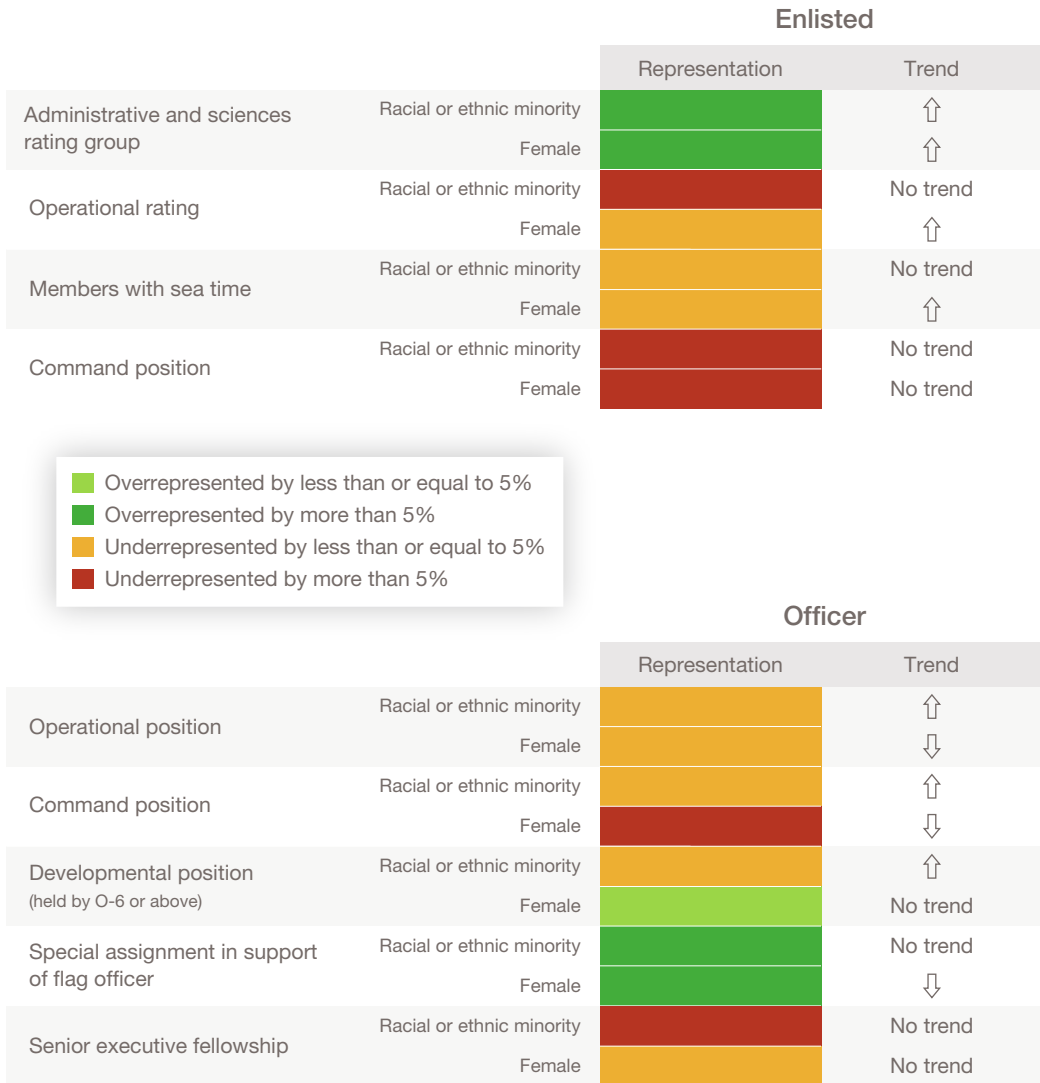 Enlisted
Representation Trend
Administrative and sciences
rating group
Racial or ethnic minority ⇧
Female ⇧
Operational rating
Racial or ethnic minority No trend
Female ⇧
Members with sea time
Racial or ethnic minority No trend
Female ⇧
Command position
Racial or ethnic minority No trend
Female No trend
Overrepresented by less than or equal to 5%
Overrepresented by more than 5%
Underrepresented by less than or equal to 5%
Underrepresented by more than 5%
Officer
Representation Trend
Operational position
Racial or ethnic minority ⇧
Female ⇩
Command position
Racial or ethnic minority ⇧
Female ⇩
Developmental position
(held by O-6 or above)
Racial or ethnic minority ⇧
Female No trend
Special assignment in support
of flag officer
Racial or ethnic minority No trend
Female ⇩
Senior executive fellowship
Racial or ethnic minority No trend
Female No trend